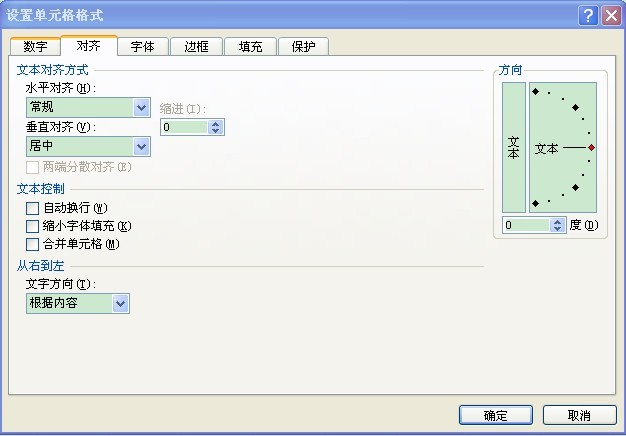 设置单元格格式
数字 对齐 字体 边框 填充 保护
文本对齐方式
水平对齐(H):
常规
缩进(I):
垂直对齐(V):
0
居中
两端分散对齐(E)
文本控制
自动换行(W)
缩小字体填充(K)
合并单元格(M)
从右到左
文字方向(T):
根据内容
方向
文本
文本
0 度(D)
确定 取消